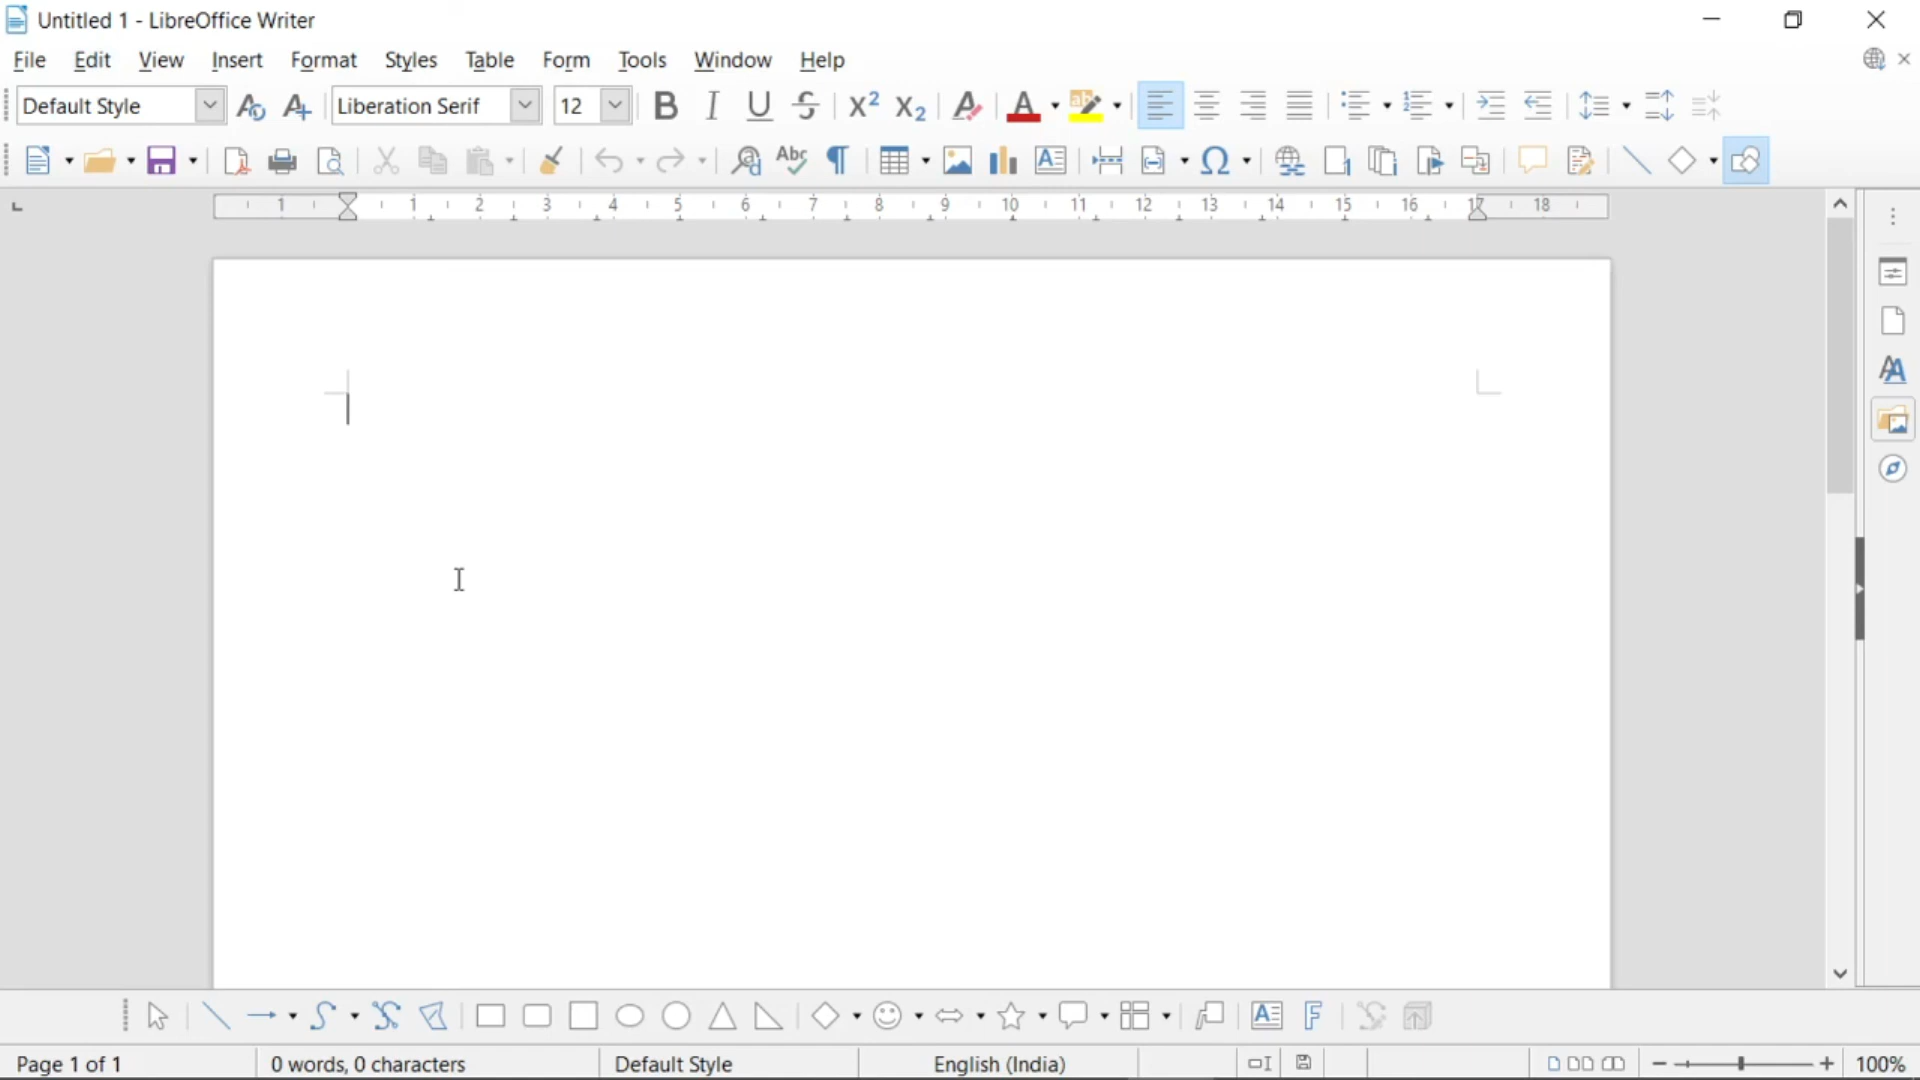 Untitled 1 - LibreOffice Writer
File Edit View Insert Format Styles Table Form Tools Window Help
Default Style Liberation Serif 12
1 1 2 3 4 5 6 7 8 9 10 11 12 13 14 15 16 17 18
Page 1 of 1 0 words, 0 characters Default Style English (India) 100%